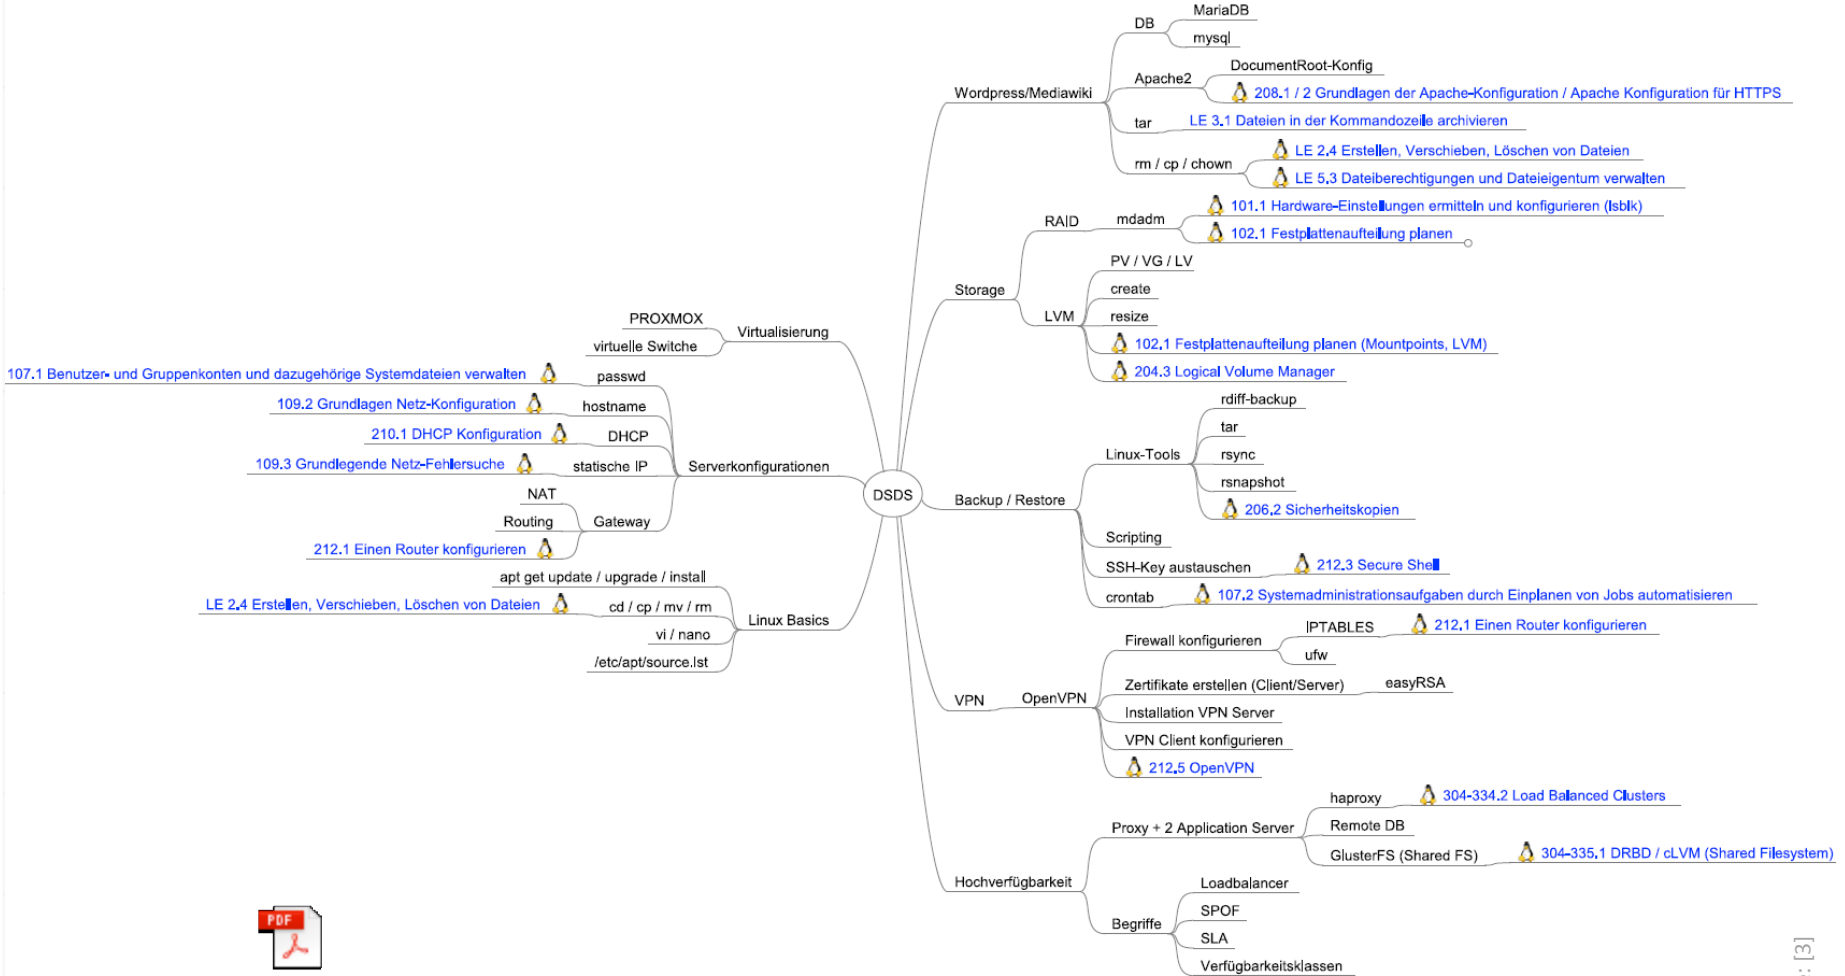 DSDS
Wordpress/Mediawiki
DB
MariaDB
mysql
Apache2
DocumentRoot-Konfig
208.1 / 2 Grundlagen der Apache-Konfiguration / Apache Konfiguration für HTTPS
tar
LE 3.1 Dateien in der Kommandozeile archivieren
rm / cp / chown
LE 2.4 Erstellen, Verschieben, Löschen von Dateien
LE 5.3 Dateiberechtigungen und Dateieigentum verwalten
Storage
RAID
mdadm
101.1 Hardware-Einstellungen ermitteln und konfigurieren (lsblk)
102.1 Festplattenaufteilung planen
LVM
PV / VG / LV
create
resize
102.1 Festplattenaufteilung planen (Mountpoints, LVM)
204.3 Logical Volume Manager
Backup / Restore
Linux-Tools
rdiff-backup
tar
rsync
rsnapshot
206.2 Sicherheitskopien
Scripting
SSH-Key austauschen
212.3 Secure Shell
crontab
107.2 Systemadministrationsaufgaben durch Einplanen von Jobs automatisieren
VPN
OpenVPN
Firewall konfigurieren
IPTABLES
212.1 Einen Router konfigurieren
ufw
Zertifikate erstellen (Client/Server)
easyRSA
Installation VPN Server
VPN Client konfigurieren
212.5 OpenVPN
Hochverfügbarkeit
Proxy + 2 Application Server
haproxy
304-334.2 Load Balanced Clusters
Remote DB
GlusterFS (Shared FS)
304-335.1 DRBD / cLVM (Shared Filesystem)
Begriffe
Loadbalancer
SPOF
SLA
Verfügbarkeitsklassen
Virtualisierung
PROXMOX
virtuelle Switche
Serverkonfigurationen
passwd
107.1 Benutzer- und Gruppenkonten und dazugehörige Systemdateien verwalten
hostname
109.2 Grundlagen Netz-Konfiguration
DHCP
210.1 DHCP Konfiguration
statische IP
109.3 Grundlegende Netz-Fehlersuche
Gateway
NAT
Routing
212.1 Einen Router konfigurieren
Linux Basics
apt get update / upgrade / install
cd / cp / mv / rm
LE 2.4 Erstellen, Verschieben, Löschen von Dateien
vi / nano
/etc/apt/source.lst
PDF
: [3]